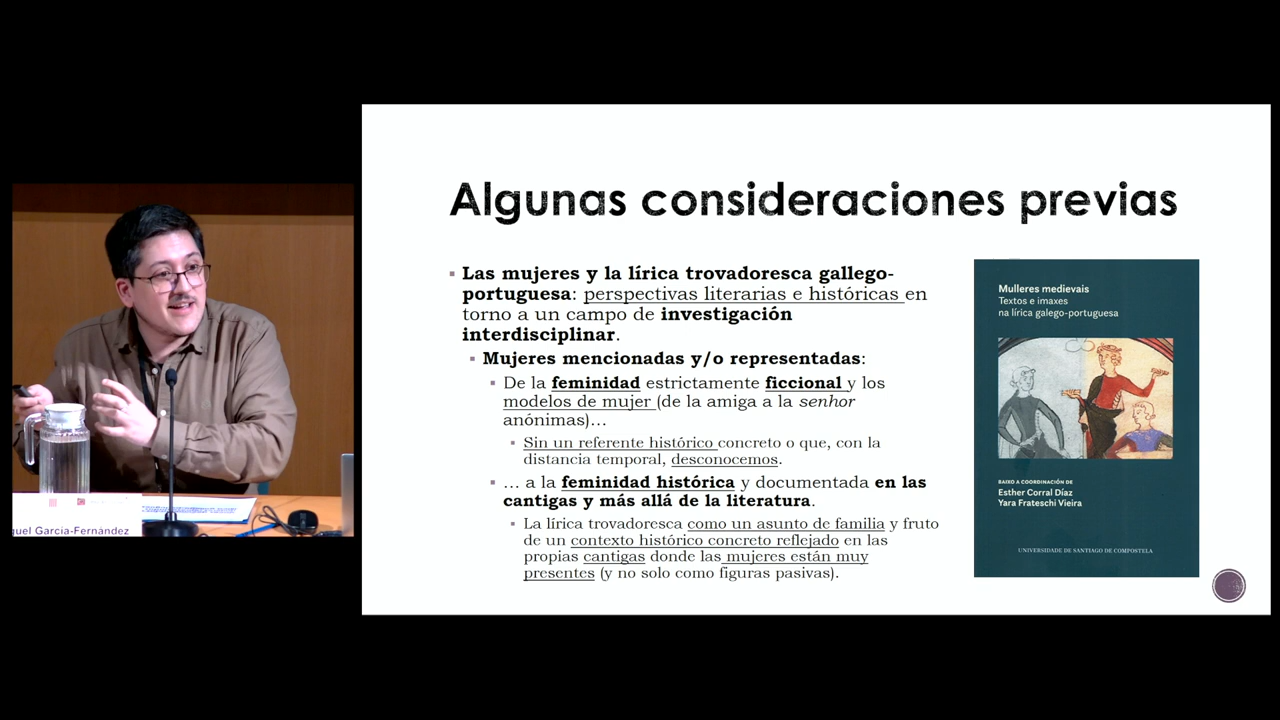 Algunas consideraciones previas
▪ Las mujeres y la lírica trovadoresca gallego-
portuguesa: perspectivas literarias e históricas en
torno a un campo de investigación
interdisciplinar.
▪ Mujeres mencionadas y/o representadas:
▪ De la feminidad estrictamente ficcional y los
modelos de mujer (de la amiga a la senhor
anónimas)…
▪ Sin un referente histórico concreto o que, con la
distancia temporal, desconocemos.
▪ … a la feminidad histórica y documentada en las
cantigas y más allá de la literatura.
▪ La lírica trovadoresca como un asunto de familia y fruto
de un contexto histórico concreto reflejado en las
propias cantigas donde las mujeres están muy
presentes (y no solo como figuras pasivas).
Mulleres medievais
Textos e imaxes
na lírica galego-portuguesa
BAIXO A COORDINACIÓN DE
Esther Corral Díaz
Yara Frateschi Vieira
UNIVERSIDADE DE SANTIAGO DE COMPOSTELA
guel García-Fernández